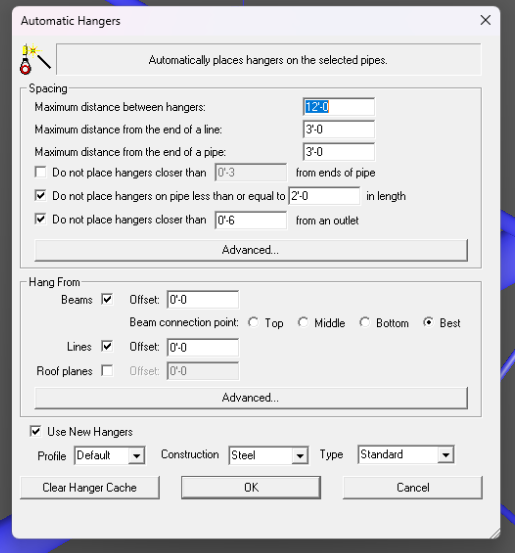 Automatic Hangers
Automatically places hangers on the selected pipes.
Spacing
Maximum distance between hangers: 12'-0
Maximum distance from the end of a line: 3'-0
Maximum distance from the end of a pipe: 3'-0
Do not place hangers closer than 0'-3 from ends of pipe
Do not place hangers on pipe less than or equal to 2'-0 in length
Do not place hangers closer than 0'-6 from an outlet
Advanced...
Hang From
Beams Offset: 0'-0
Beam connection point: Top Middle Bottom Best
Lines Offset: 0'-0
Roof planes Offset: 0'-0
Advanced...
Use New Hangers
Profile Default Construction Steel Type Standard
Clear Hanger Cache OK Cancel